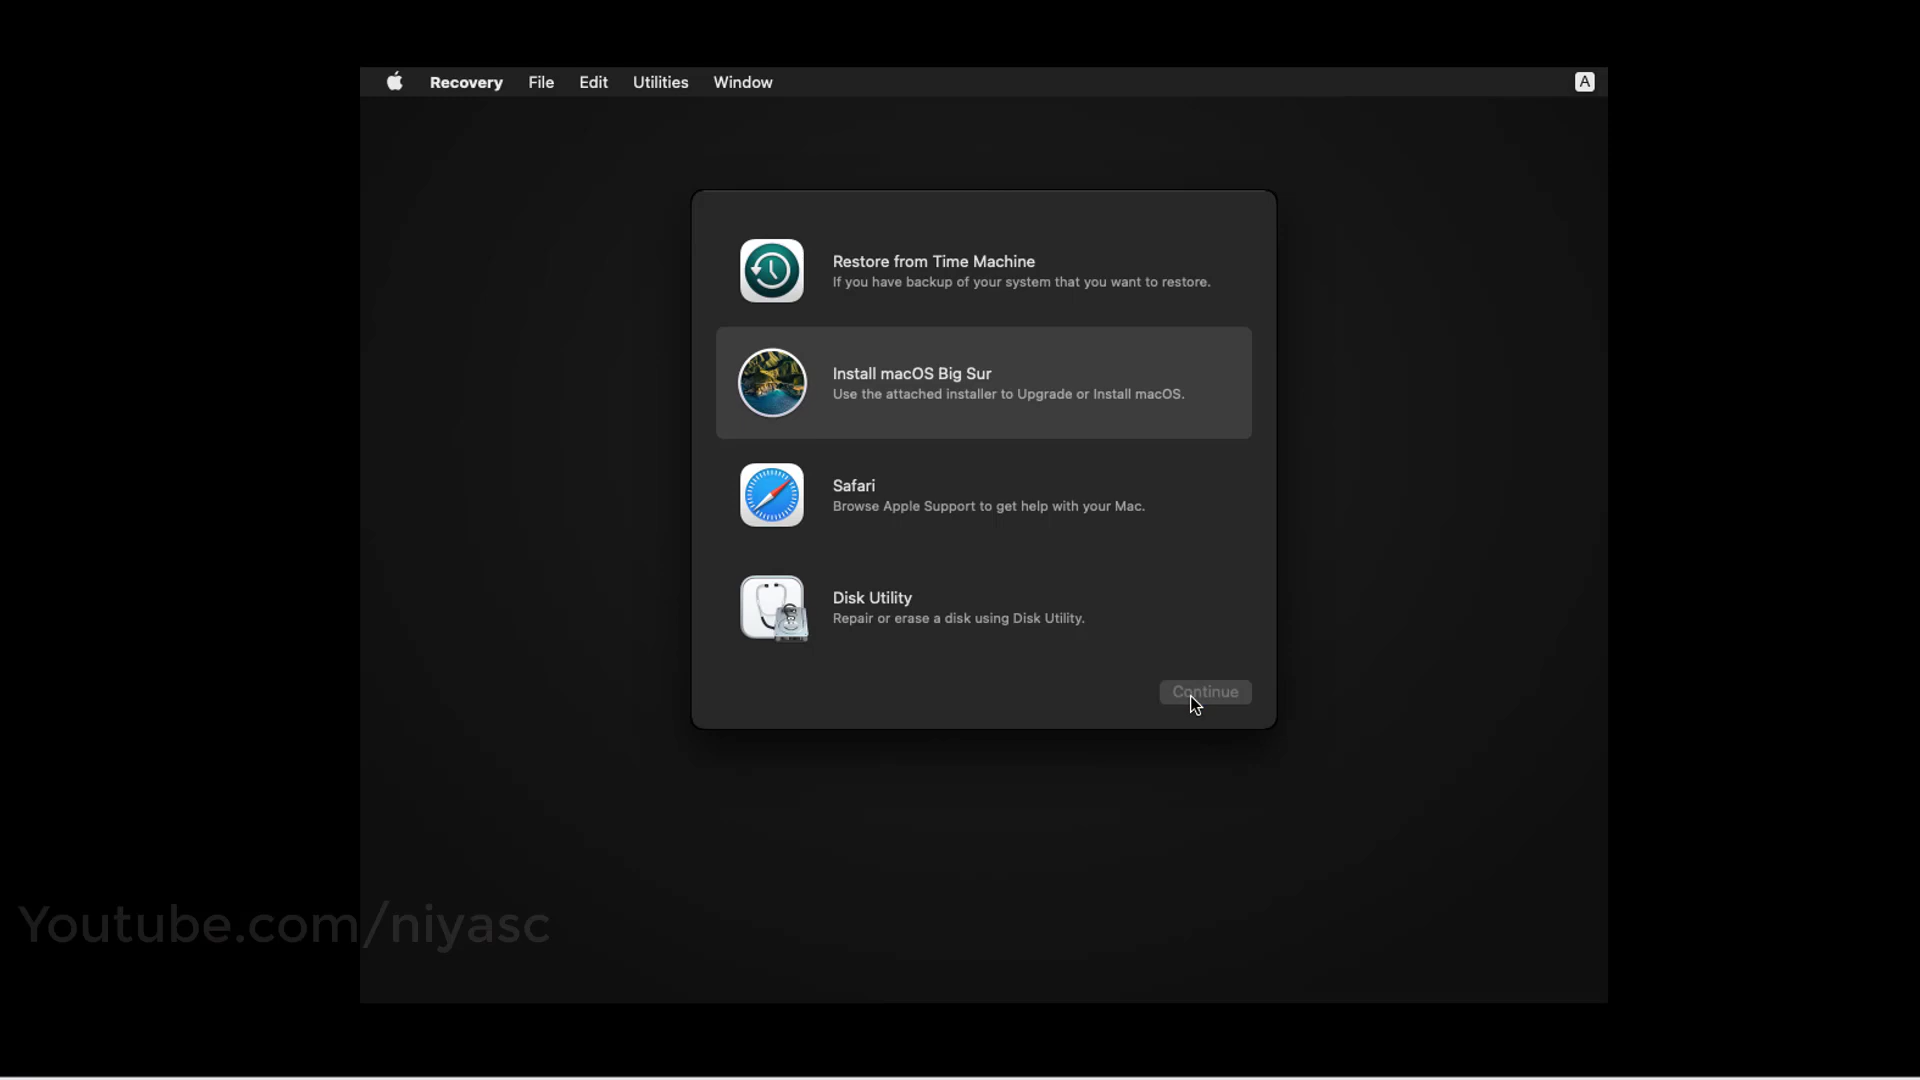 Recovery File Edit Utilities Window A
Restore from Time Machine
If you have backup of your system that you want to restore.
Install macOS Big Sur
Use the attached installer to Upgrade or Install macOS.
Safari
Browse Apple Support to get help with your Mac.
Disk Utility
Repair or erase a disk using Disk Utility.
Continue
Youtube.com/niyasc